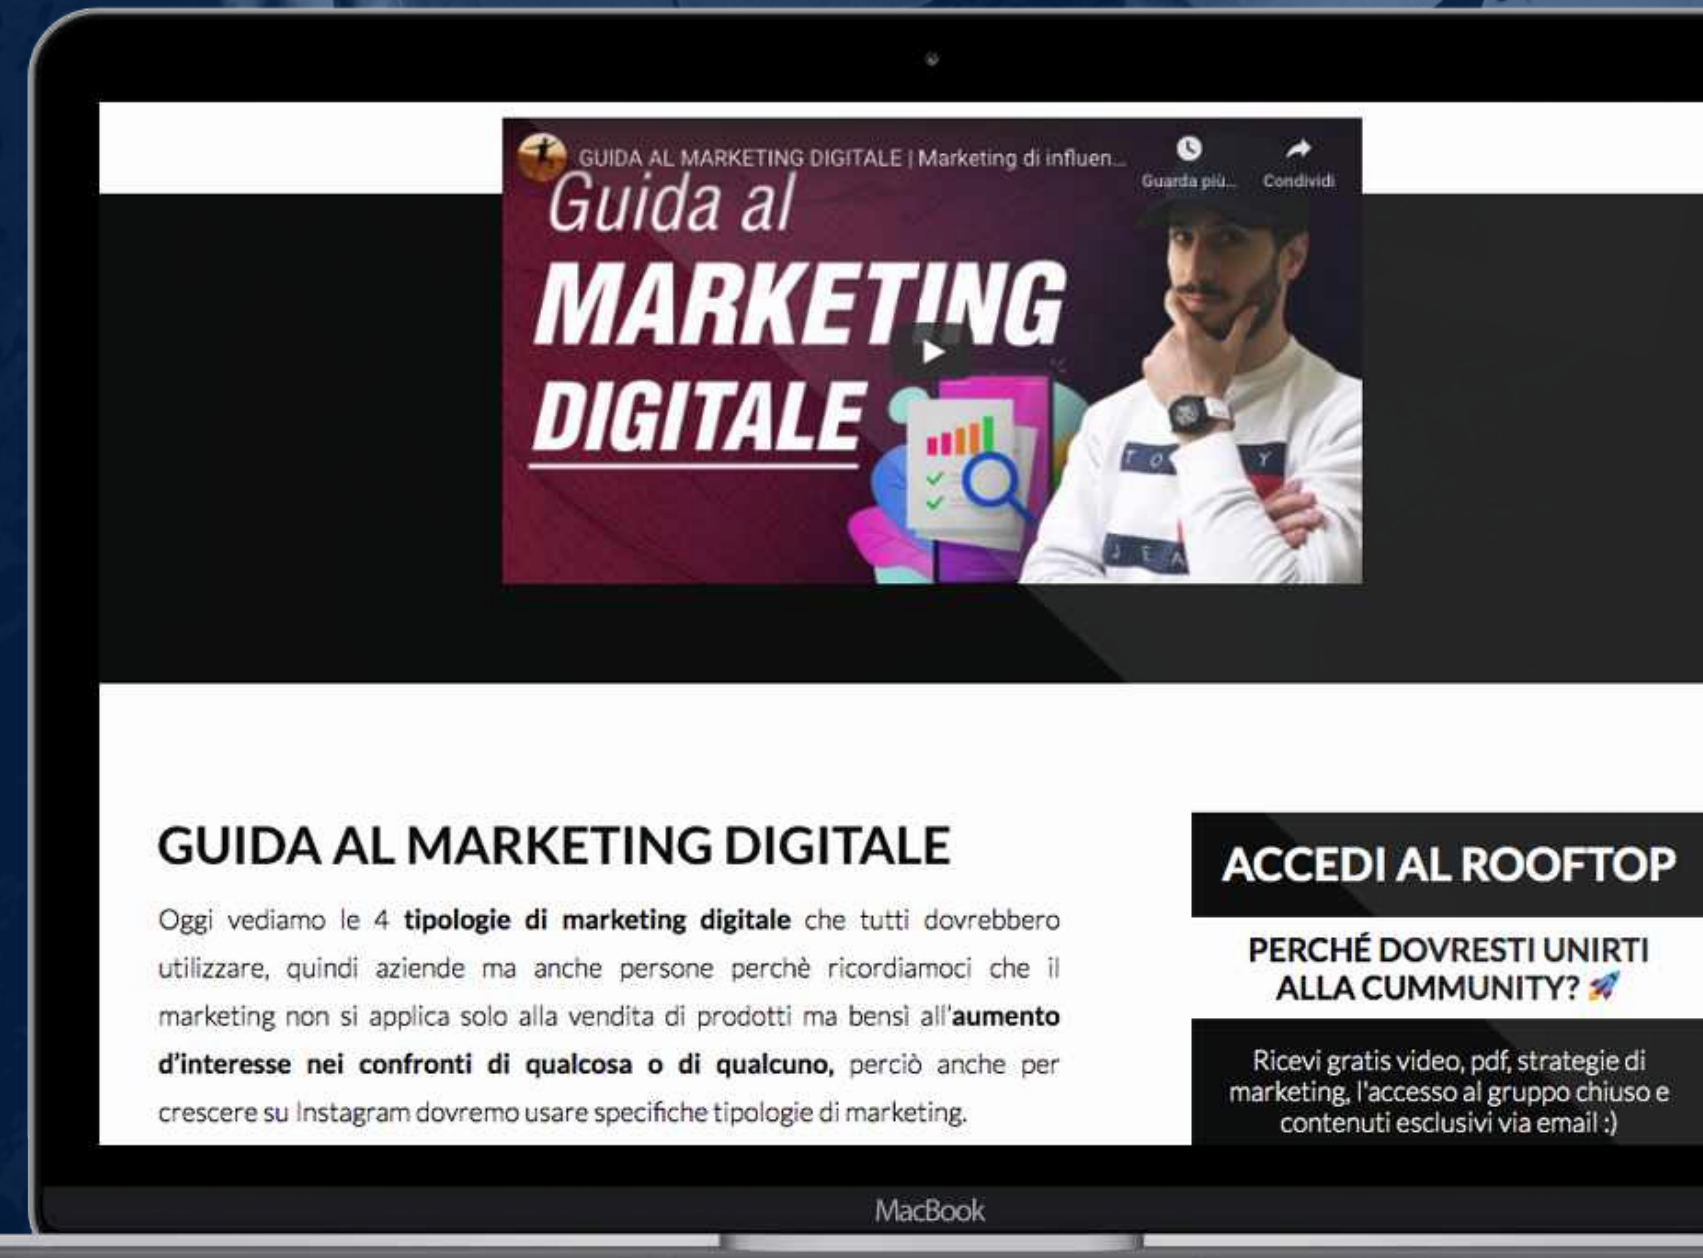 GUIDA AL MARKETING DIGITALE | Marketing di influen...
Guarda più...
Condividi
Guida al
MARKETING
DIGITALE
TO Y
JEA
GUIDA AL MARKETING DIGITALE
Oggi vediamo le 4 tipologie di marketing digitale che tutti dovrebbero
utilizzare, quindi aziende ma anche persone perchè ricordiamoci che il
marketing non si applica solo alla vendita di prodotti ma bensì all'aumento
d'interesse nei confronti di qualcosa o di qualcuno, perciò anche per
crescere su Instagram dovremo usare specifiche tipologie di marketing.
ACCEDI AL ROOFTOP
PERCHÉ DOVRESTI UNIRTI
ALLA CUMMUNITY? 🚀
Ricevi gratis video, pdf, strategie di
marketing, l'accesso al gruppo chiuso e
contenuti esclusivi via email :)
MacBook